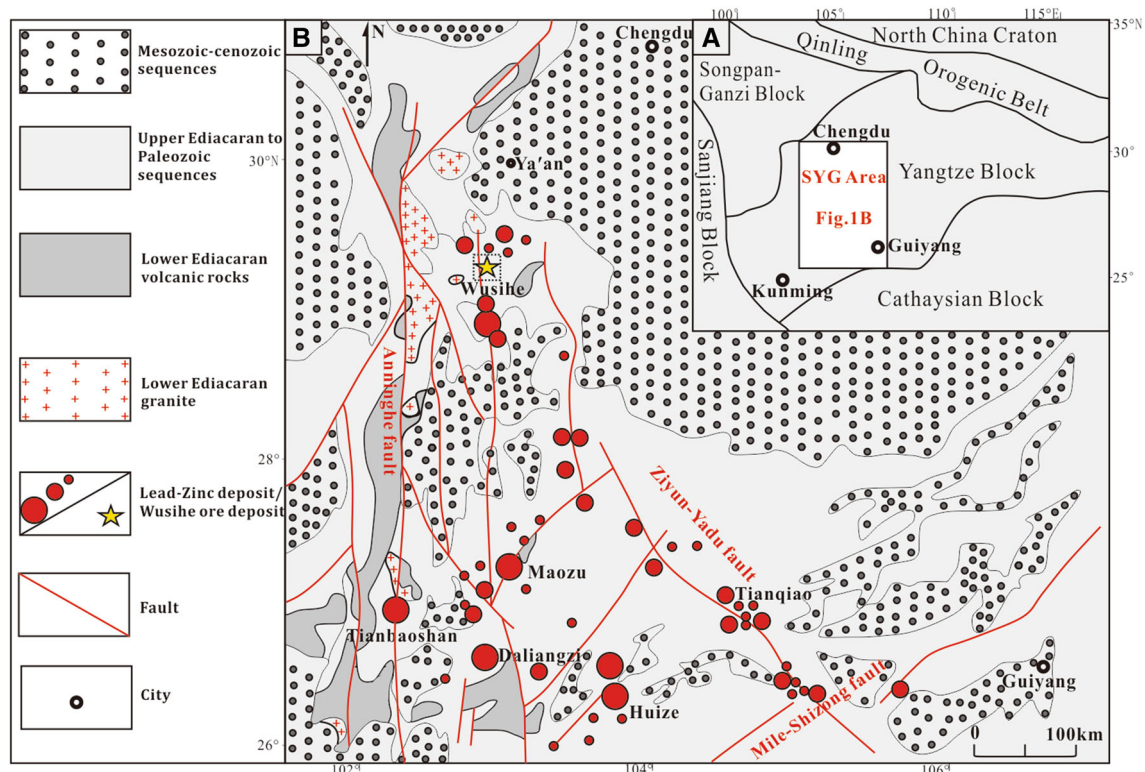 Mesozoic-cenozoic
sequences
Upper Ediacaran to
Paleozoic
sequences
Lower Ediacaran
volcanic rocks
Lower Ediacaran
granite
Lead-Zinc deposit/
Wusihe ore deposit
Fault
City
B
N
Chengdu
Ya'an
Wusihe
Anninghe fault
Ziyun-Yadu fault
Maozu
Tianqiao
Tianbaoshan
Daliangzi
Huize
Mile-Shizong fault
Guiyang
0 100km
30°N
28°
26°
102°
104°
106°
A
100°
105°
110°
115°E
35°N
30°
25°
North China Craton
Qinling
Orogenic Belt
Songpan-
Ganzi Block
Chengdu
Sanjiang Block
SYG Area
Fig.1B
Yangtze Block
Guiyang
Kunming
Cathaysian Block